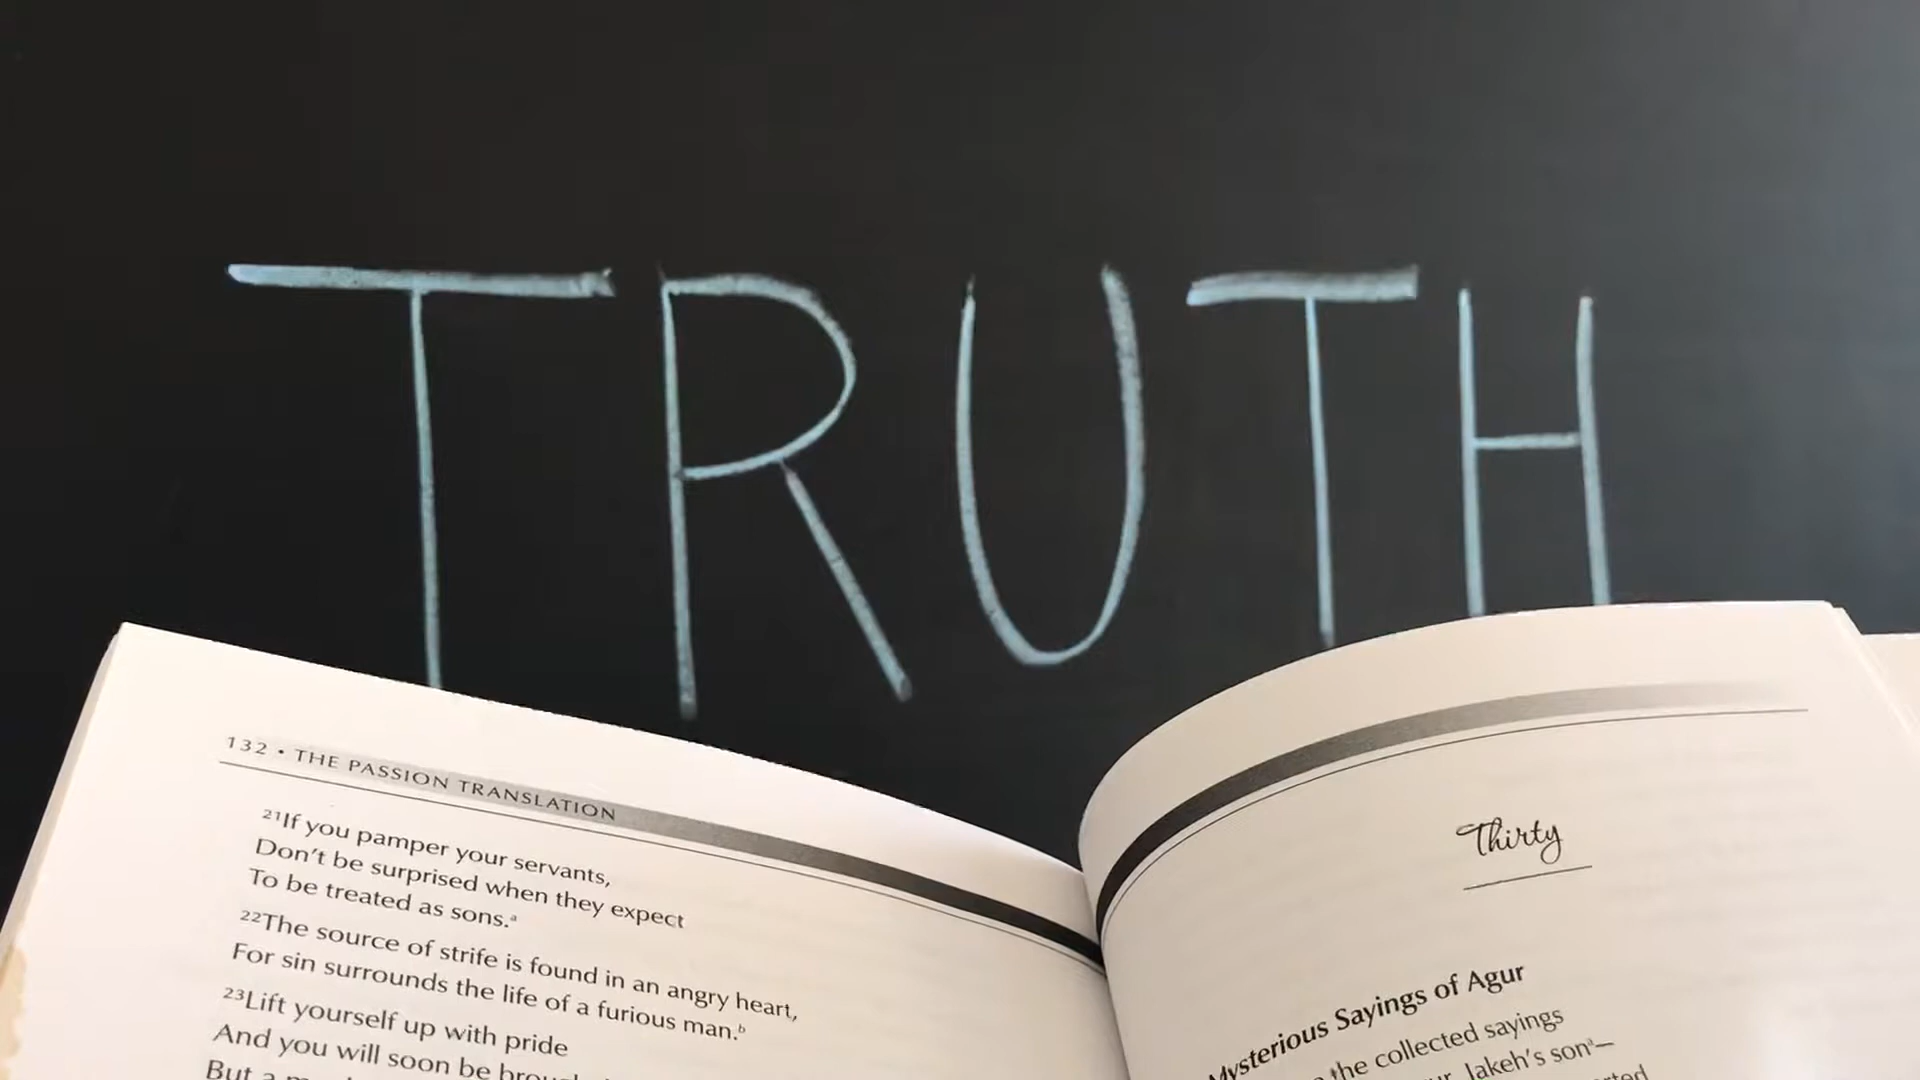 TRUTH
132 • THE PASSION TRANSLATION
21If you pamper your servants,
Don't be surprised when they expect
To be treated as sons.a
22The source of strife is found in an angry heart,
For sin surrounds the life of a furious man.b
23Lift yourself up with pride
And you will soon be
But a
Thirty
Mysterious Sayings of Agur
the collected sayings
Jakeh's sona—